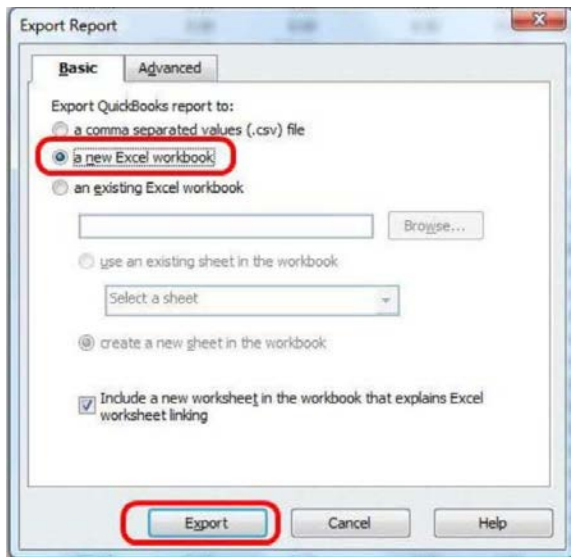 Export Report
Basic
Advanced
Export QuickBooks report to:
a comma separated values (.csv) file
a new Excel workbook
an existing Excel workbook
Browse...
use an existing sheet in the workbook
Select a sheet
create a new sheet in the workbook
Include a new worksheet in the workbook that explains Excel
worksheet linking
Export
Cancel
Help